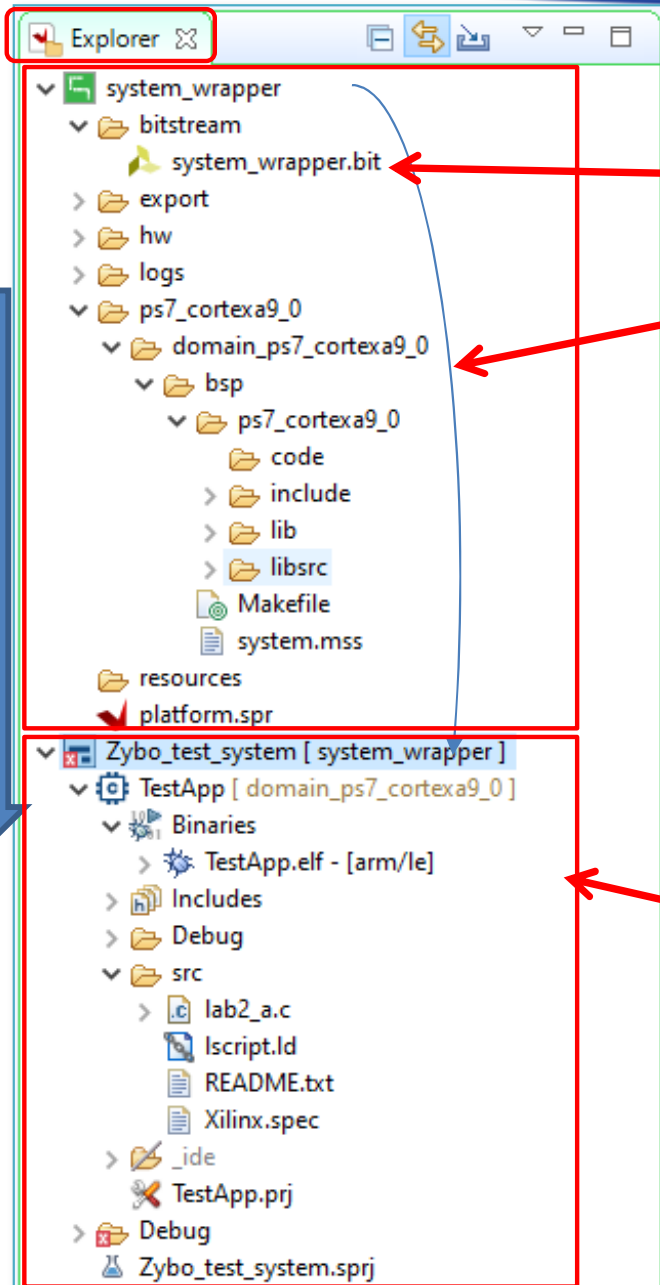 Explorer
system_wrapper
bitstream
system_wrapper.bit
export
hw
logs
ps7_cortexa9_0
domain_ps7_cortexa9_0
bsp
ps7_cortexa9_0
code
include
lib
libsrc
Makefile
system.mss
resources
platform.spr
Zybo_test_system [ system_wrapper ]
TestApp [ domain_ps7_cortexa9_0 ]
Binaries
TestApp.elf - [arm/le]
Includes
Debug
src
lab2_a.c
lscript.ld
README.txt
Xilinx.spec
_ide
TestApp.prj
Debug
Zybo_test_system.sprj